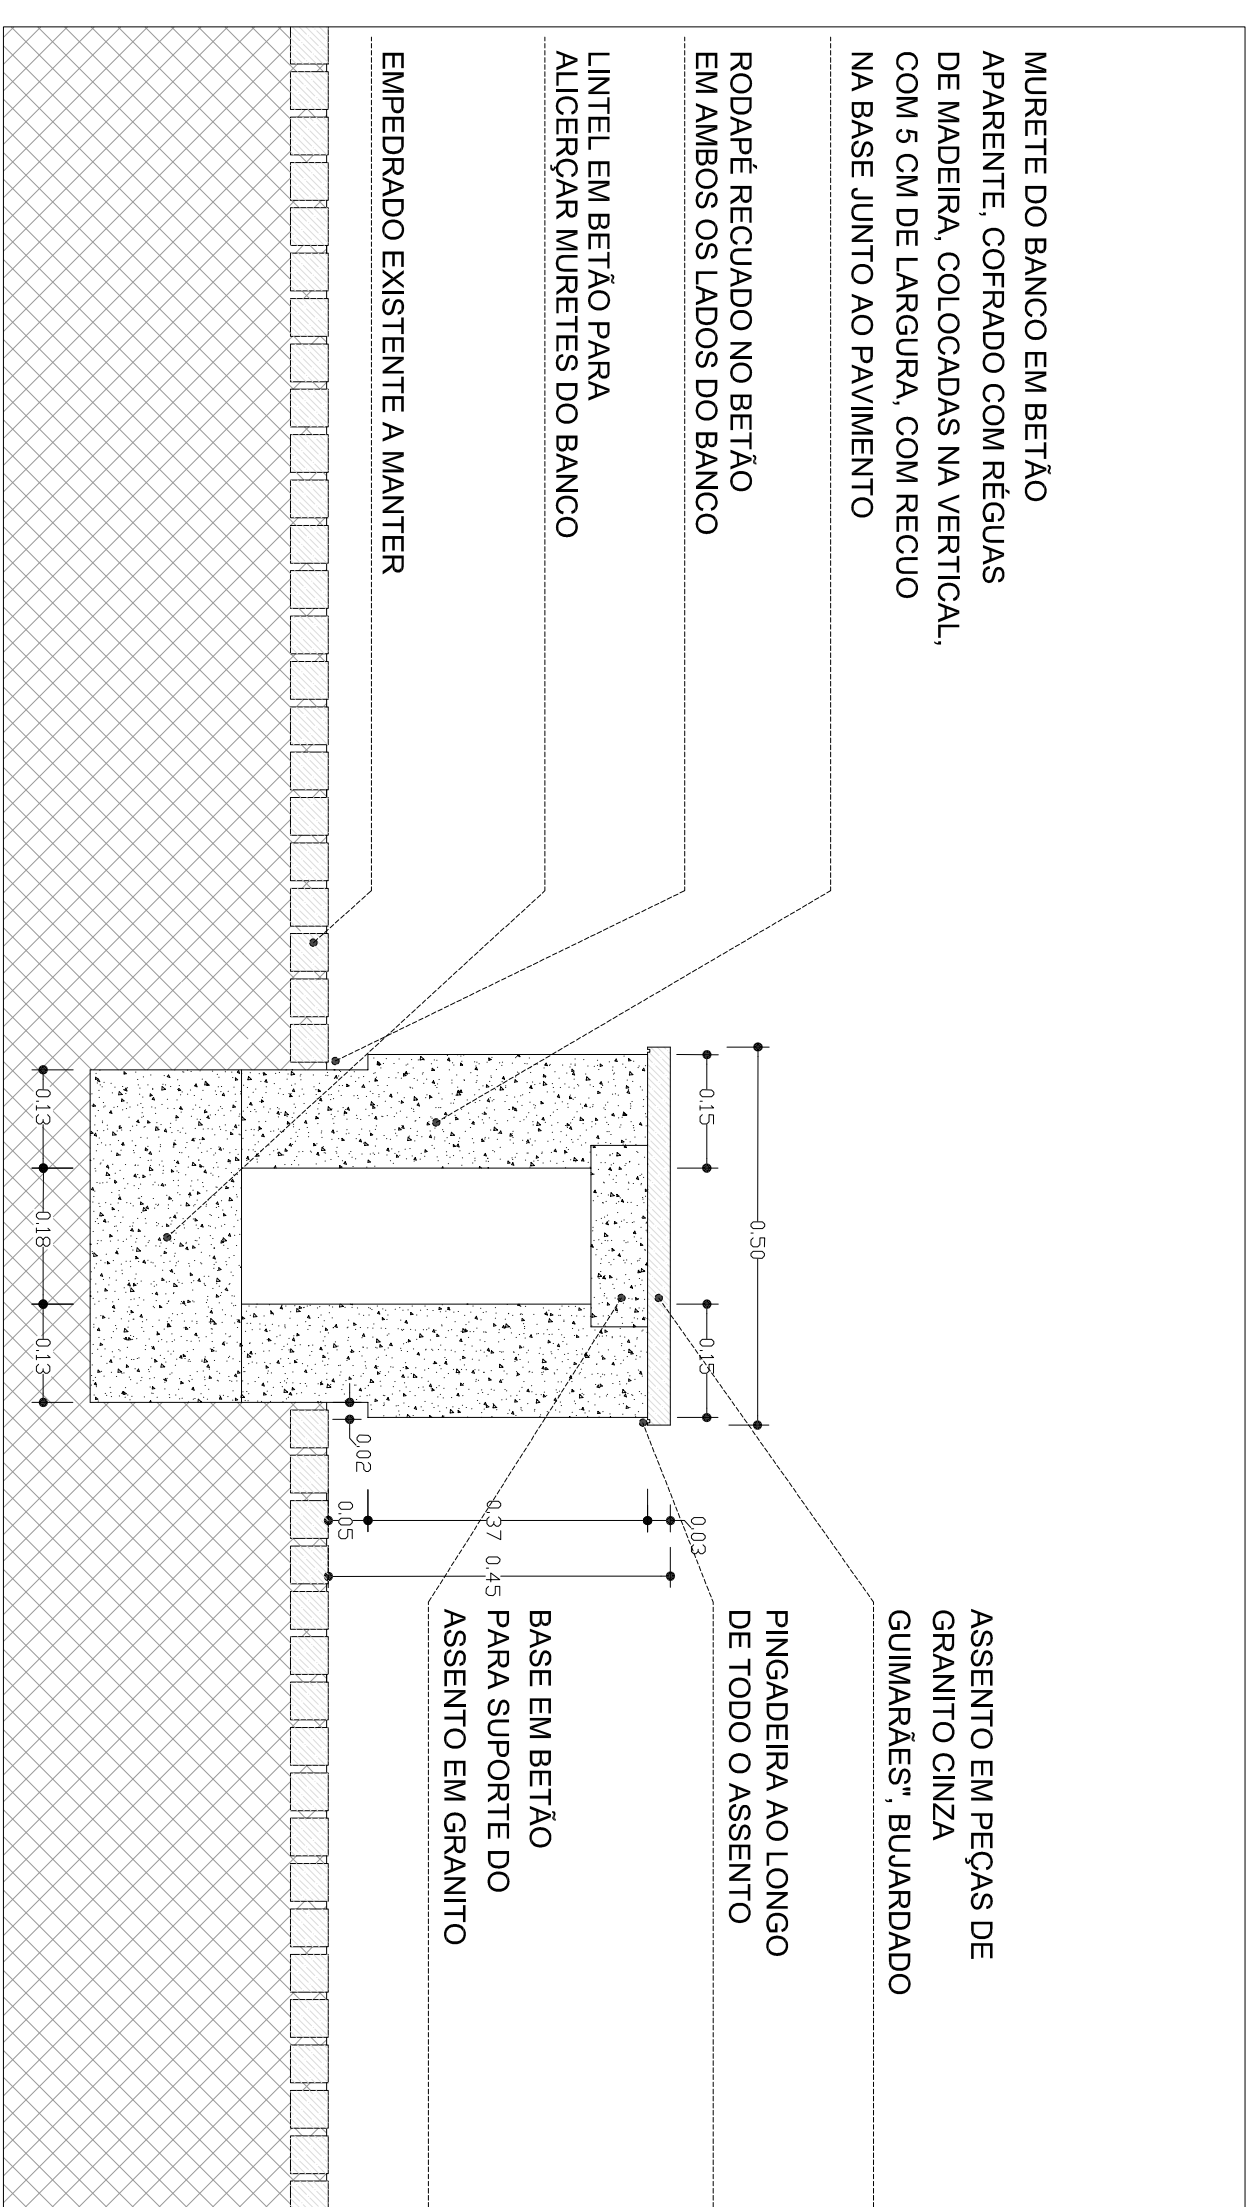 MURETE DO BANCO EM BETÃO
APARENTE, COFRADO COM RÉGUAS
DE MADEIRA, COLOCADAS NA VERTICAL,
COM 5 CM DE LARGURA, COM RECUO
NA BASE JUNTO AO PAVIMENTO
RODAPÉ RECUADO NO BETÃO
EM AMBOS OS LADOS DO BANCO
LINTEL EM BETÃO PARA
ALICERÇAR MURETES DO BANCO
EMPEDRADO EXISTENTE A MANTER
0.50
0.15
0.15
ASSENTO EM PEÇAS DE
GRANITO CINZA
GUIMARÃES", BUJARDADO
PINGADEIRA AO LONGO
DE TODO O ASSENTO
BASE EM BETÃO
PARA SUPORTE DO
ASSENTO EM GRANITO
0.03
0.37
0.45
0.05
0.02
0.13
0.18
0.13